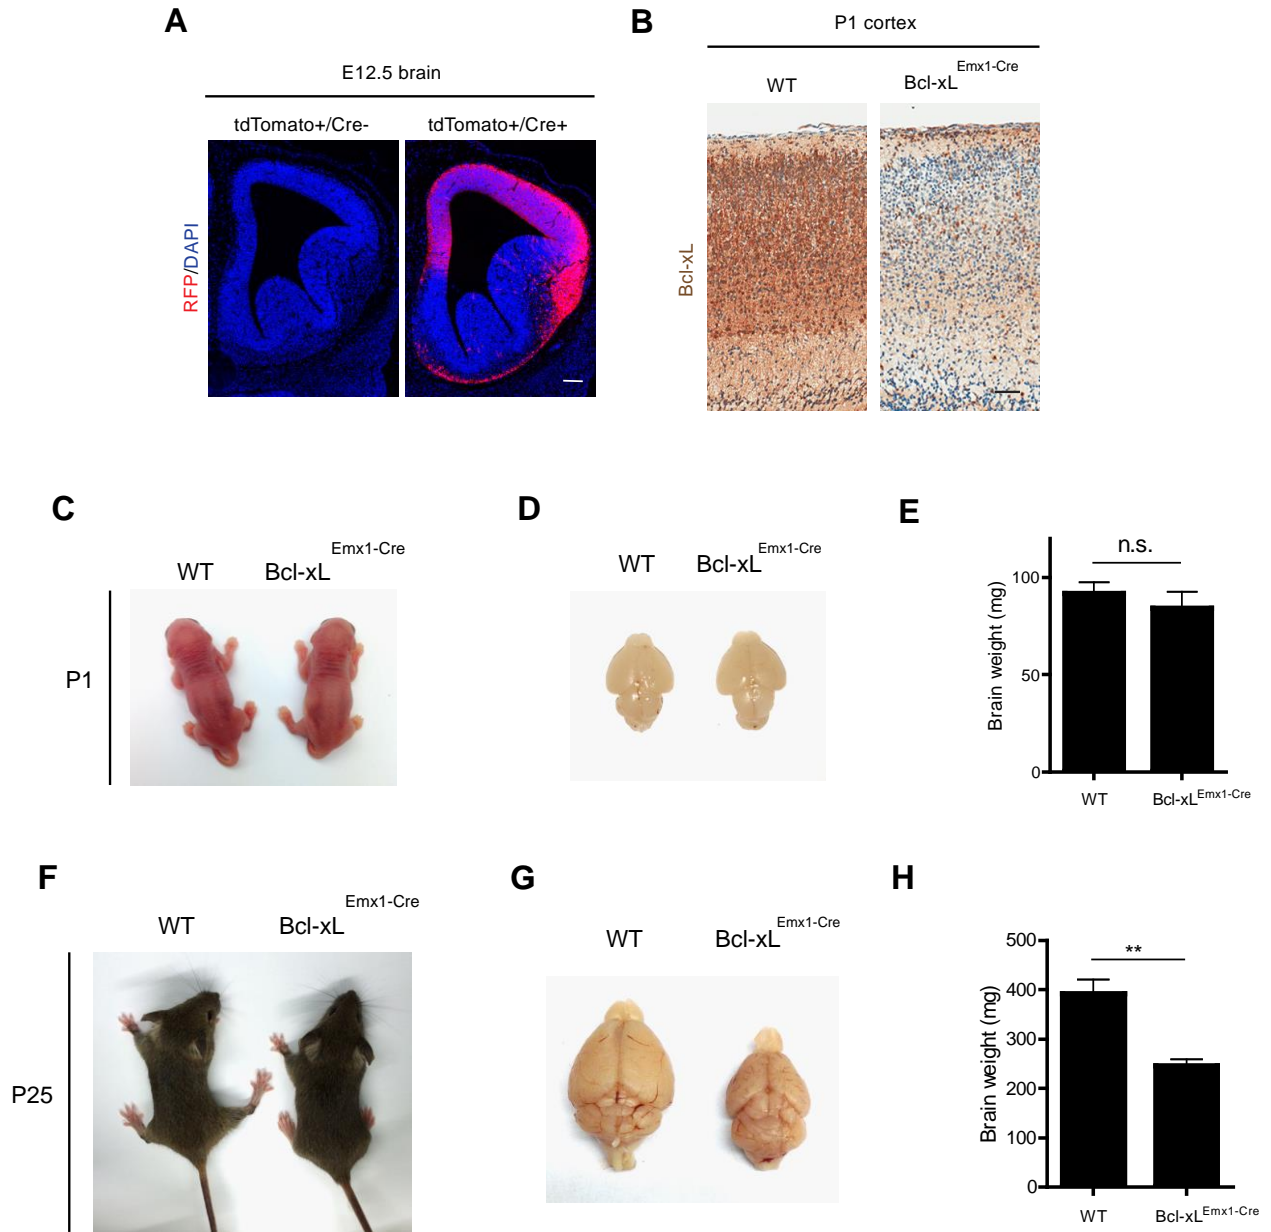 A
E12.5 brain
tdTomato+/Cre-
tdTomato+/Cre+
RFP/DAPI
B
P1 cortex
WT
Bcl-xL Emx1-Cre
Bcl-xL
C
WT
Bcl-xL Emx1-Cre
P1
D
WT
Bcl-xL Emx1-Cre
E
n.s.
Brain weight (mg)
100
50
0
WT
Bcl-xL Emx1-Cre
F
WT
Bcl-xL Emx1-Cre
P25
G
WT
Bcl-xL Emx1-Cre
H
**
Brain weight (mg)
500
400
300
200
100
0
WT
Bcl-xL Emx1-Cre